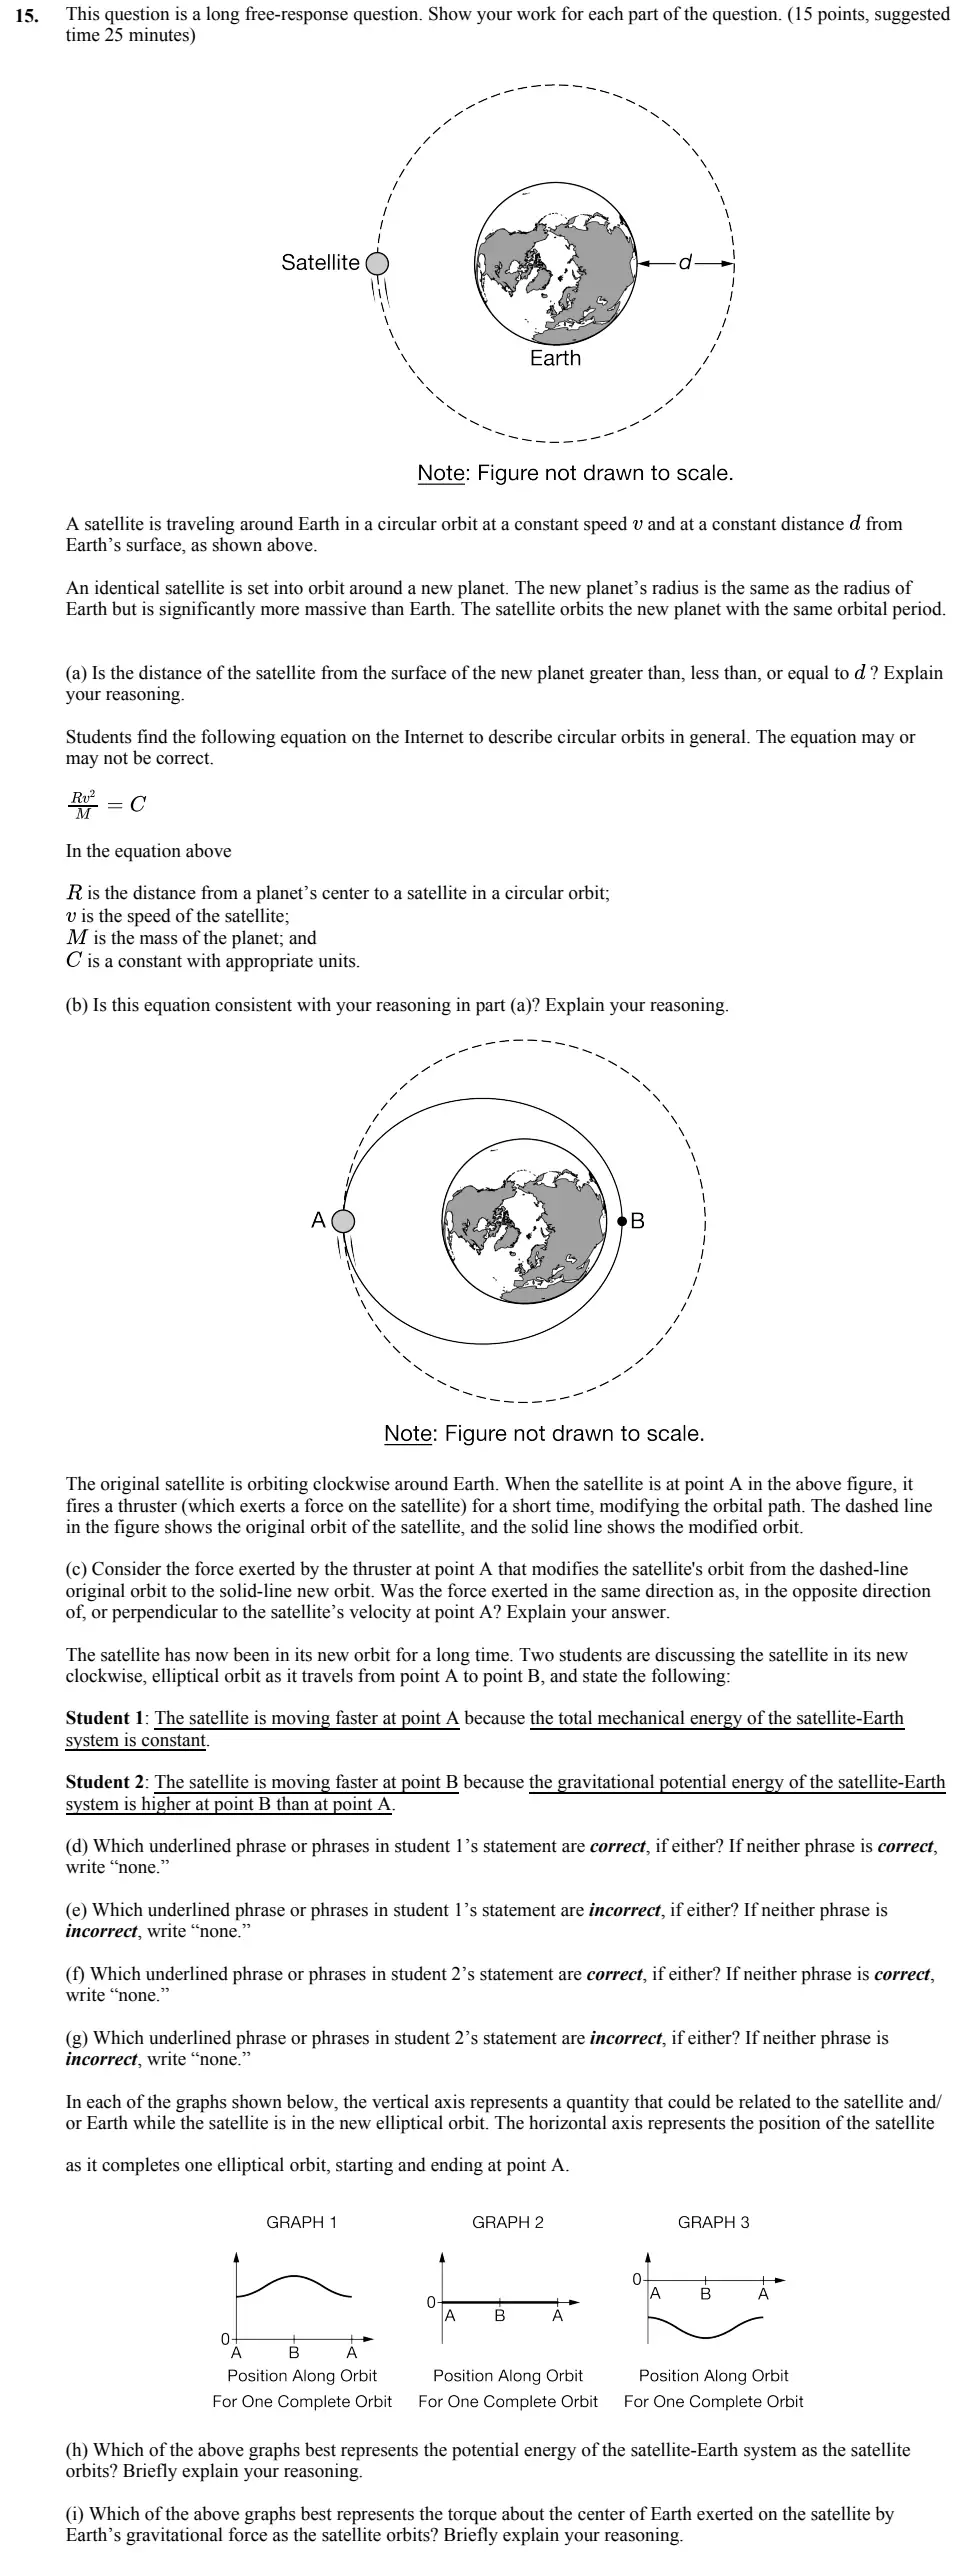 15. This question is a long free-response question. Show your work for each part of the question. (15 points, suggested
time 25 minutes)
Satellite
d
Earth
Note: Figure not drawn to scale.
A satellite is traveling around Earth in a circular orbit at a constant speed v and at a constant distance d from
Earth’s surface, as shown above.
An identical satellite is set into orbit around a new planet. The new planet’s radius is the same as the radius of
Earth but is significantly more massive than Earth. The satellite orbits the new planet with the same orbital period.
(a) Is the distance of the satellite from the surface of the new planet greater than, less than, or equal to d ? Explain
your reasoning.
Students find the following equation on the Internet to describe circular orbits in general. The equation may or
may not be correct.
Rv²/M = C
In the equation above
R is the distance from a planet’s center to a satellite in a circular orbit;
v is the speed of the satellite;
M is the mass of the planet; and
C is a constant with appropriate units.
(b) Is this equation consistent with your reasoning in part (a)? Explain your reasoning.
A
B
Note: Figure not drawn to scale.
The original satellite is orbiting clockwise around Earth. When the satellite is at point A in the above figure, it
fires a thruster (which exerts a force on the satellite) for a short time, modifying the orbital path. The dashed line
in the figure shows the original orbit of the satellite, and the solid line shows the modified orbit.
(c) Consider the force exerted by the thruster at point A that modifies the satellite's orbit from the dashed-line
original orbit to the solid-line new orbit. Was the force exerted in the same direction as, in the opposite direction
of, or perpendicular to the satellite’s velocity at point A? Explain your answer.
The satellite has now been in its new orbit for a long time. Two students are discussing the satellite in its new
clockwise, elliptical orbit as it travels from point A to point B, and state the following:
Student 1: The satellite is moving faster at point A because the total mechanical energy of the satellite-Earth
system is constant.
Student 2: The satellite is moving faster at point B because the gravitational potential energy of the satellite-Earth
system is higher at point B than at point A.
(d) Which underlined phrase or phrases in student 1’s statement are correct, if either? If neither phrase is correct,
write “none.”
(e) Which underlined phrase or phrases in student 1’s statement are incorrect, if either? If neither phrase is
incorrect, write “none.”
(f) Which underlined phrase or phrases in student 2’s statement are correct, if either? If neither phrase is correct,
write “none.”
(g) Which underlined phrase or phrases in student 2’s statement are incorrect, if either? If neither phrase is
incorrect, write “none.”
In each of the graphs shown below, the vertical axis represents a quantity that could be related to the satellite and/
or Earth while the satellite is in the new elliptical orbit. The horizontal axis represents the position of the satellite
as it completes one elliptical orbit, starting and ending at point A.
GRAPH 1 GRAPH 2 GRAPH 3
0 A B A
0 A B A
0 A B A
Position Along Orbit Position Along Orbit Position Along Orbit
For One Complete Orbit For One Complete Orbit For One Complete Orbit
(h) Which of the above graphs best represents the potential energy of the satellite-Earth system as the satellite
orbits? Briefly explain your reasoning.
(i) Which of the above graphs best represents the torque about the center of Earth exerted on the satellite by
Earth’s gravitational force as the satellite orbits? Briefly explain your reasoning.